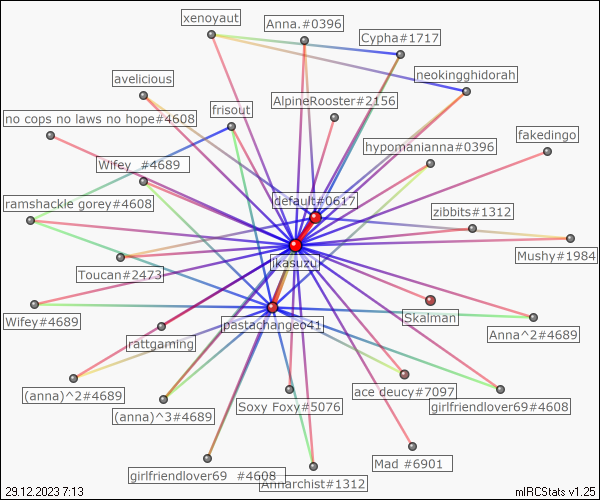 xenoyaut
Anna.#0396
Cypha#1717
neokingghidorah
avelicious
frisout
AlpineRooster#2156
no cops no laws no hope#4608
fakedingo
hypomanianna#0396
Wifey_#4689
default#0617
ramshackle gorey#4608
zibbits#1312
ikasuzu
Mushy#1984
Toucan#2473
Skalman
Wifey#4689
pastachangeo41
Anna^2#4689
rattgaming
(anna)^2#4689
ace deucy#7097
Soxy Foxy#5076
girlfriendlover69#4608
(anna)^3#4689
Mad #6901
girlfriendlover69 #4608
Annarchist#1312
29.12.2023 7:13
mIRCStats v1.25